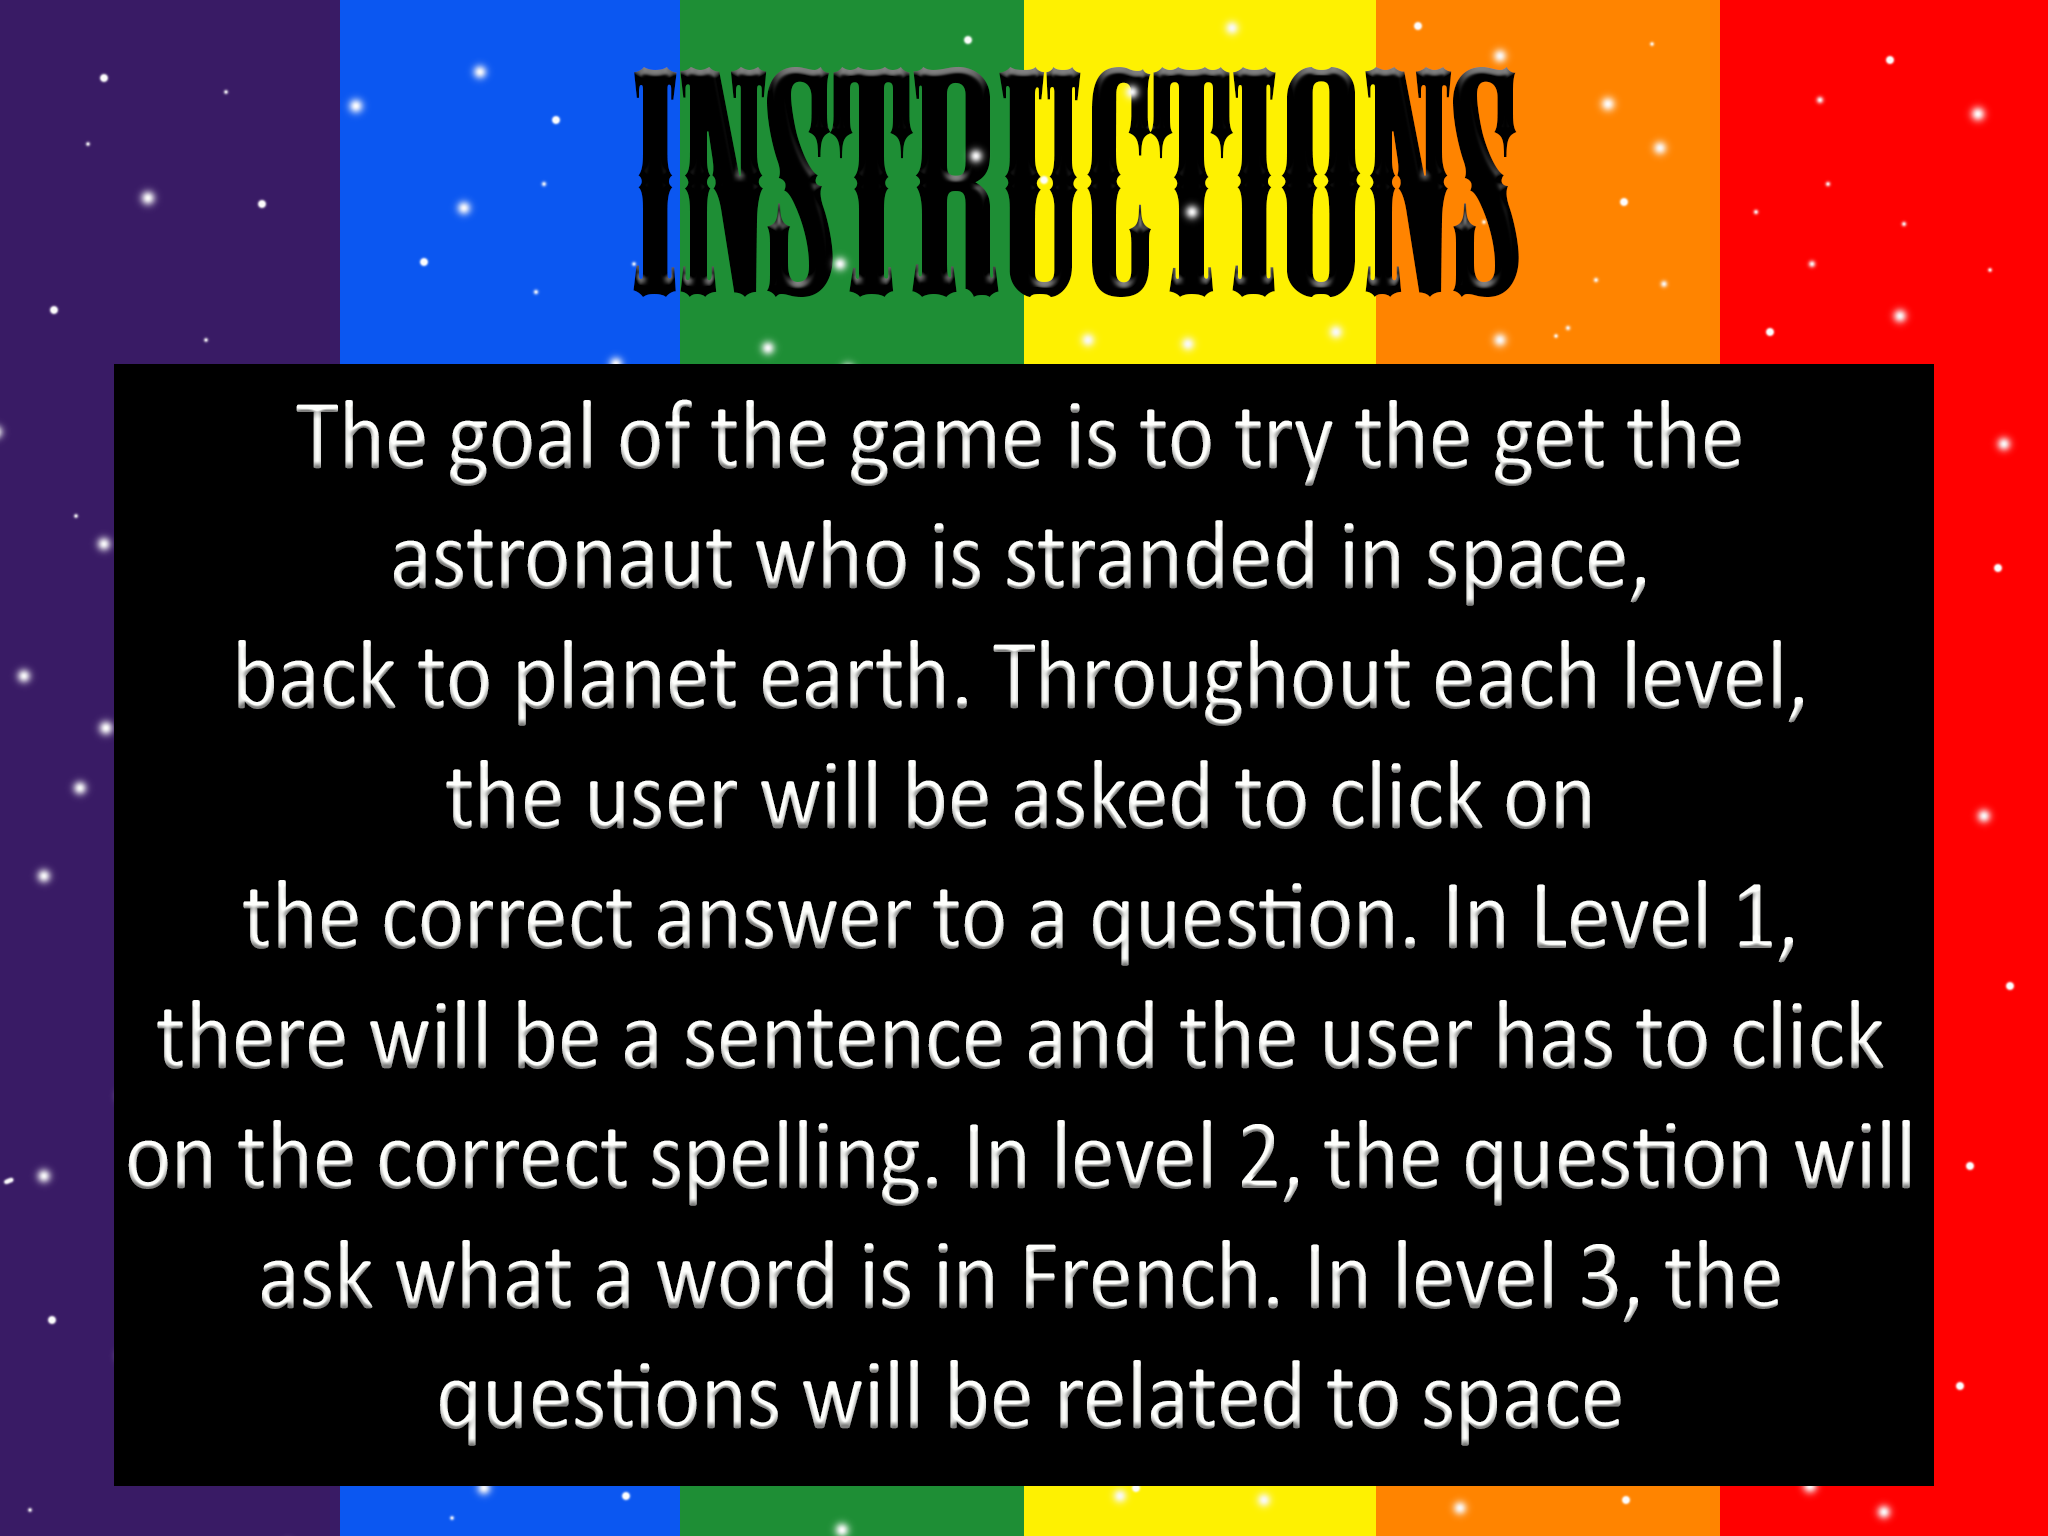 INSTRUCTIONS
The goal of the game is to try the get the
astronaut who is stranded in space,
back to planet earth. Throughout each level,
the user will be asked to click on
the correct answer to a question. In Level 1,
there will be a sentence and the user has to click
on the correct spelling. In level 2, the question will
ask what a word is in French. In level 3, the
questions will be related to space